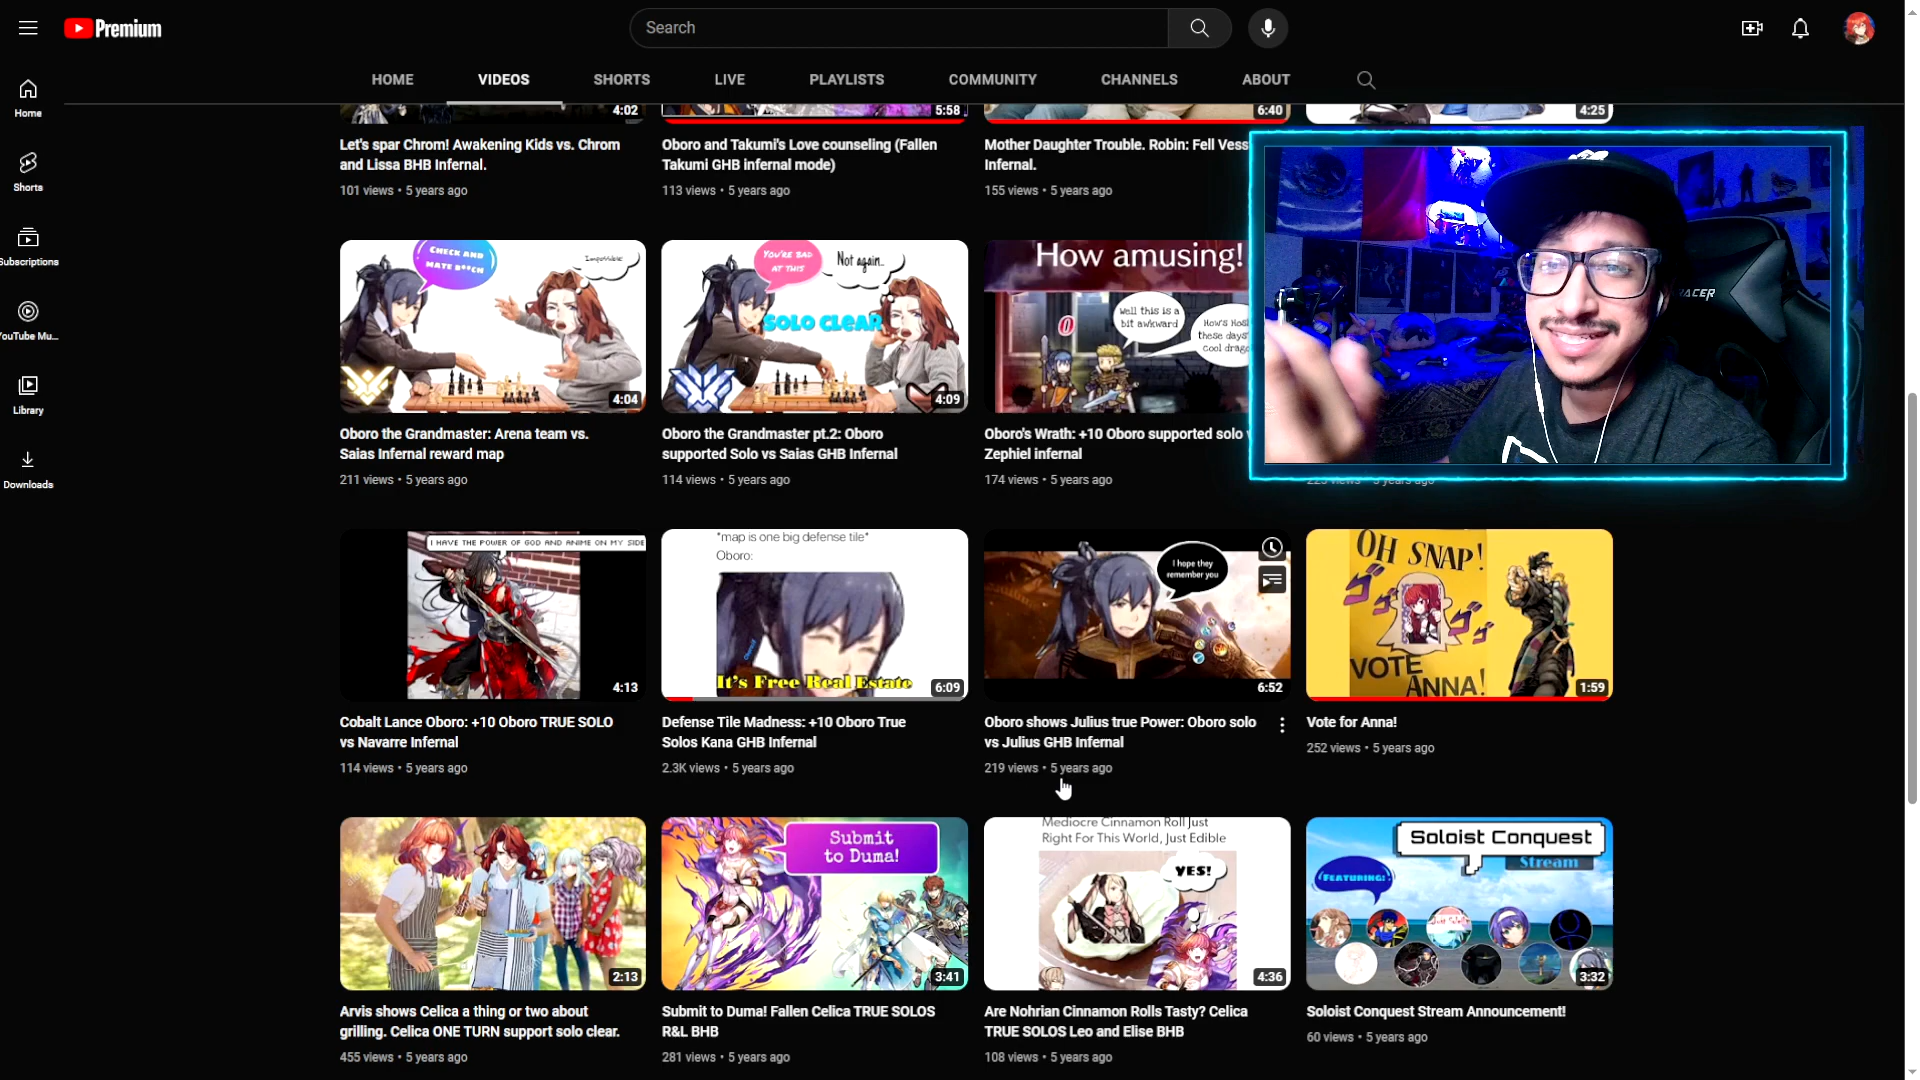 Premium
Search
HOME
VIDEOS
SHORTS
LIVE
PLAYLISTS
COMMUNITY
CHANNELS
ABOUT
Home
Shorts
Subscriptions
YouTube Mu...
Library
Downloads
4:02
5:58
6:40
4:25
Let's spar Chrom! Awakening Kids vs. Chrom
and Lissa BHB Infernal.
101 views • 5 years ago
Oboro and Takumi's Love counseling (Fallen
Takumi GHB infernal mode)
113 views • 5 years ago
Mother Daughter Trouble. Robin: Fell Vess
Infernal.
155 views • 5 years ago
CHECK AND
MATE B*TCH
Impossible!
4:04
YOU'RE BAD
AT THIS
Not again..
SOLO CLEAR
4:09
How amusing!
Well this is a
bit awkward
How's Hosh
these days
cool drago
ACER
Oboro the Grandmaster: Arena team vs.
Saias Infernal reward map
211 views • 5 years ago
Oboro the Grandmaster pt.2: Oboro
supported Solo vs Saias GHB Infernal
114 views • 5 years ago
Oboro's Wrath: +10 Oboro supported solo v
Zephiel infernal
174 views • 5 years ago
225 views • 5 years ago
I HAVE THE POWER OF GOD AND ANIME ON MY SIDE
4:13
*map is one big defense tile*
Oboro:
It's Free Real Estate
6:09
I hope they
remember you
6:52
OH SNAP!
VOTE
ANNA!
1:59
Cobalt Lance Oboro: +10 Oboro TRUE SOLO
vs Navarre Infernal
114 views • 5 years ago
Defense Tile Madness: +10 Oboro True
Solos Kana GHB Infernal
2.3K views • 5 years ago
Oboro shows Julius true Power: Oboro solo
vs Julius GHB Infernal
219 views • 5 years ago
Vote for Anna!
252 views • 5 years ago
2:13
Submit
to Duma!
3:41
Mediocre Cinnamon Roll Just
Right For This World, Just Edible
YES!
4:36
Soloist Conquest
Stream
FEATURING!
3:32
Arvis shows Celica a thing or two about
grilling. Celica ONE TURN support solo clear.
455 views • 5 years ago
Submit to Duma! Fallen Celica TRUE SOLOS
R&L BHB
281 views • 5 years ago
Are Nohrian Cinnamon Rolls Tasty? Celica
TRUE SOLOS Leo and Elise BHB
108 views • 5 years ago
Soloist Conquest Stream Announcement!
60 views • 5 years ago